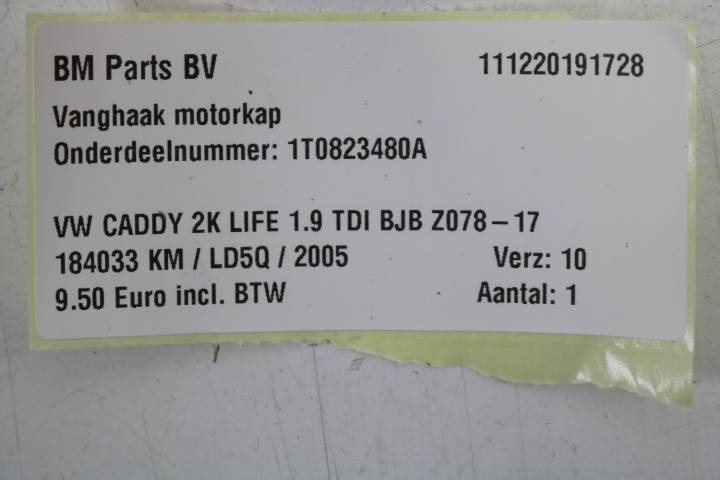 BM Parts BV 111220191728
Vanghaak motorkap
Onderdeelnummer: 1T0823480A
VW CADDY 2K LIFE 1.9 TDI BJB Z078-17
184033 KM / LD5Q / 2005 Verz: 10
9.50 Euro incl. BTW Aantal: 1